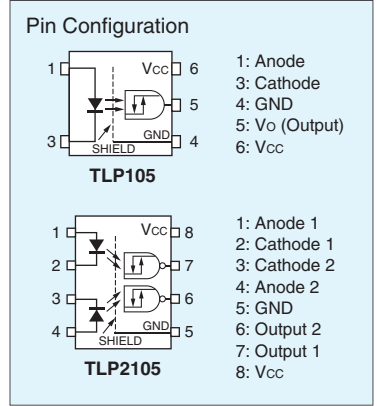 Pin Configuration
1 Vcc 6
5
3 GND 4
SHIELD
TLP105
1: Anode
3: Cathode
4: GND
5: Vo (Output)
6: Vcc
1 Vcc 8
2 7
3 6
4 GND 5
SHIELD
TLP2105
1: Anode 1
2: Cathode 1
3: Cathode 2
4: Anode 2
5: GND
6: Output 2
7: Output 1
8: Vcc